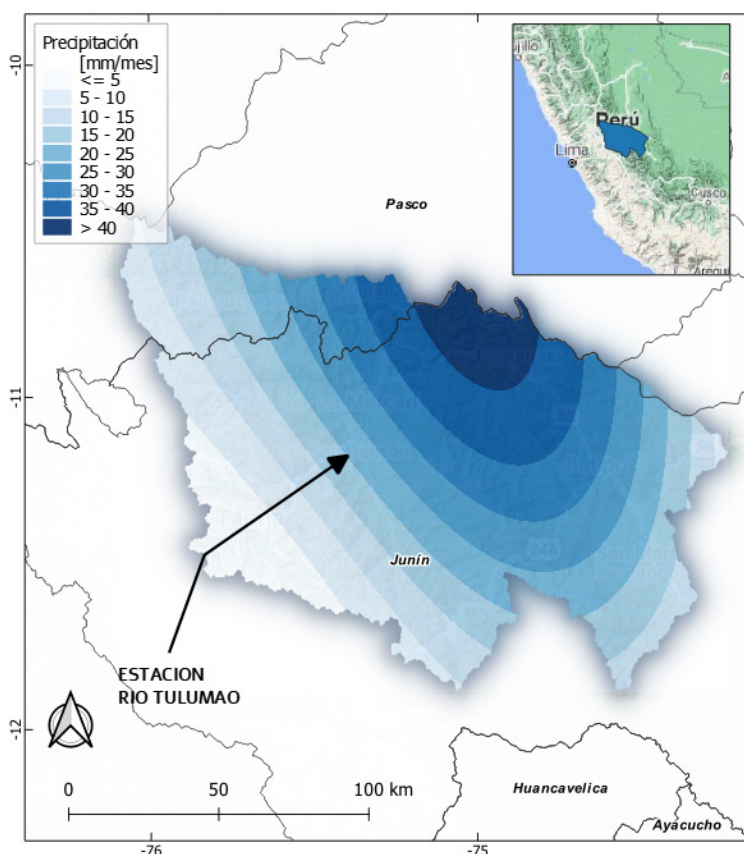 Precipitación
[mm/mes]
<= 5
5 - 10
10 - 15
15 - 20
20 - 25
25 - 30
30 - 35
35 - 40
> 40
-10
-11
-12
-76
-75
Pasco
Junín
Huancavelica
Ayacucho
ESTACION
RIO TULUMAO
0
50
100 km
Perú
Lima
Cusco